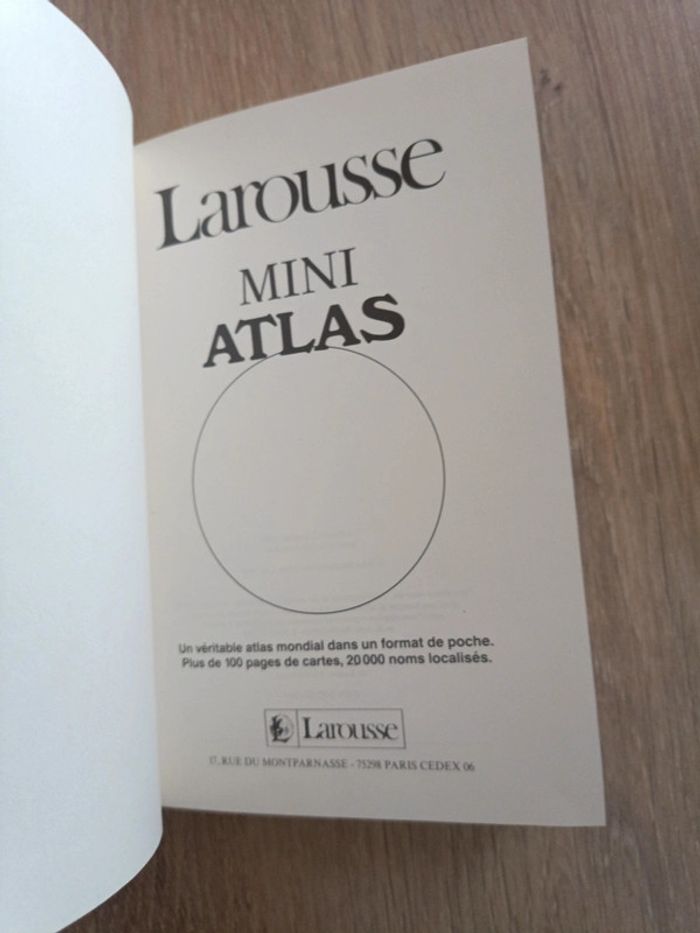 Larousse
MINI
ATLAS
Un véritable atlas mondial dans un format de poche.
Plus de 100 pages de cartes, 20 000 noms localisés.
Larousse
17, RUE DU MONTPARNASSE - 75298 PARIS CEDEX 06